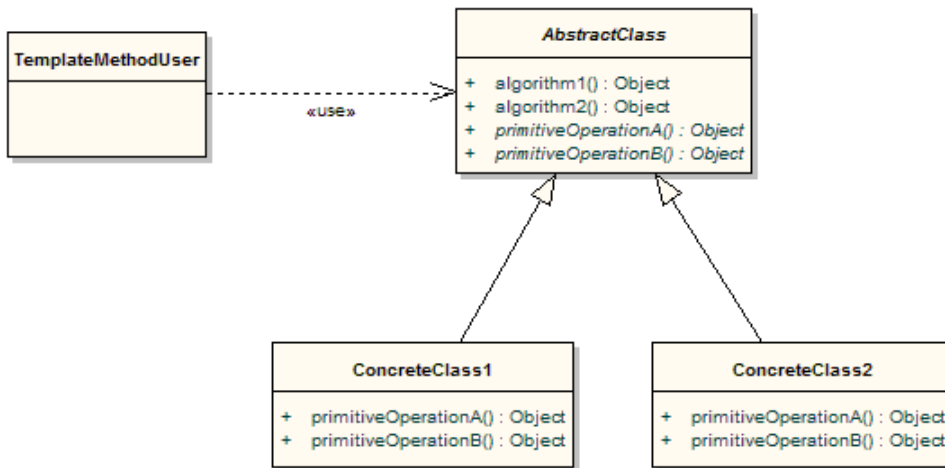 TemplateMethodUser
«use»
AbstractClass
+ algorithm1() : Object
+ algorithm2() : Object
+ primitiveOperationA() : Object
+ primitiveOperationB() : Object
ConcreteClass1
+ primitiveOperationA() : Object
+ primitiveOperationB() : Object
ConcreteClass2
+ primitiveOperationA() : Object
+ primitiveOperationB() : Object